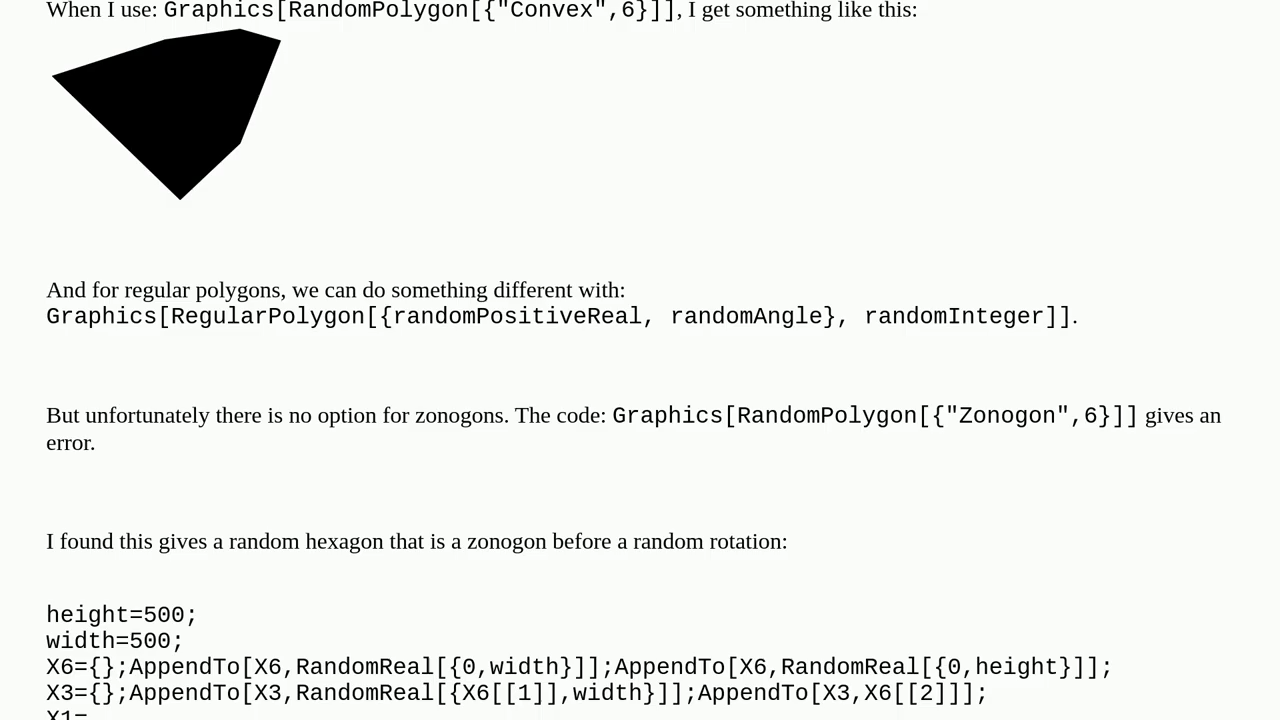 When I use: Graphics[RandomPolygon[{"Convex",6}]], I get something like this:
And for regular polygons, we can do something different with:
Graphics[RegularPolygon[{randomPositiveReal, randomAngle}, randomInteger]].
But unfortunately there is no option for zonogons. The code: Graphics[RandomPolygon[{"Zonogon",6}]] gives an
error.
I found this gives a random hexagon that is a zonogon before a random rotation:
height=500;
width=500;
X6={};AppendTo[X6,RandomReal[{0,width}]];AppendTo[X6,RandomReal[{0,height}]];
X3={};AppendTo[X3,RandomReal[{X6[[1]],width}]];AppendTo[X3,X6[[2]]];
X1=